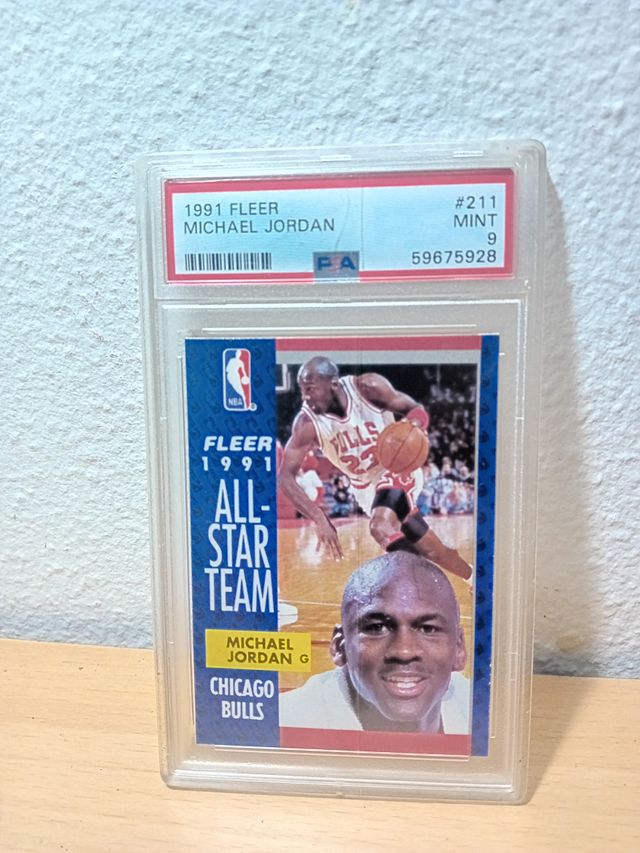 1991 FLEER
MICHAEL JORDAN
#211
MINT
9
59675928
PSA
NBA
FLEER
1991
ALL-
STAR
TEAM
MICHAEL
JORDAN G
CHICAGO
BULLS
BULLS
23